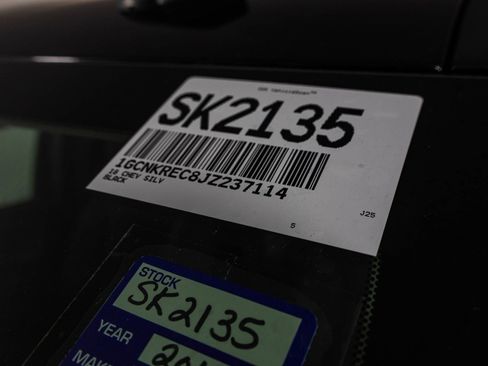 SK2135
1GCNKREC8JZ237114
18 CHEV SILV
BLACK
5
J25
STOCK
SK2135
YEAR